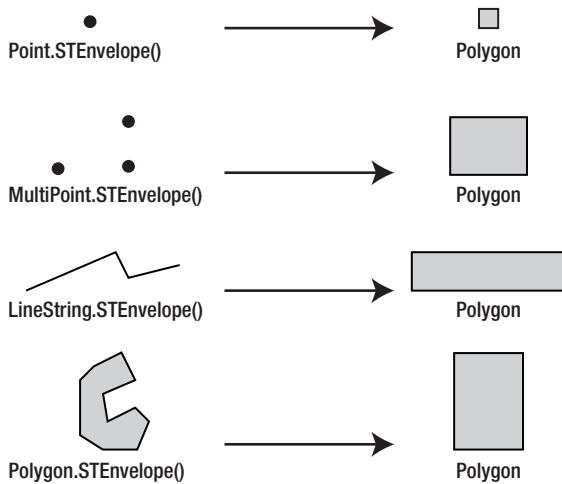 Point.STEnvelope()
Polygon
MultiPoint.STEnvelope()
Polygon
LineString.STEnvelope()
Polygon
Polygon.STEnvelope()
Polygon